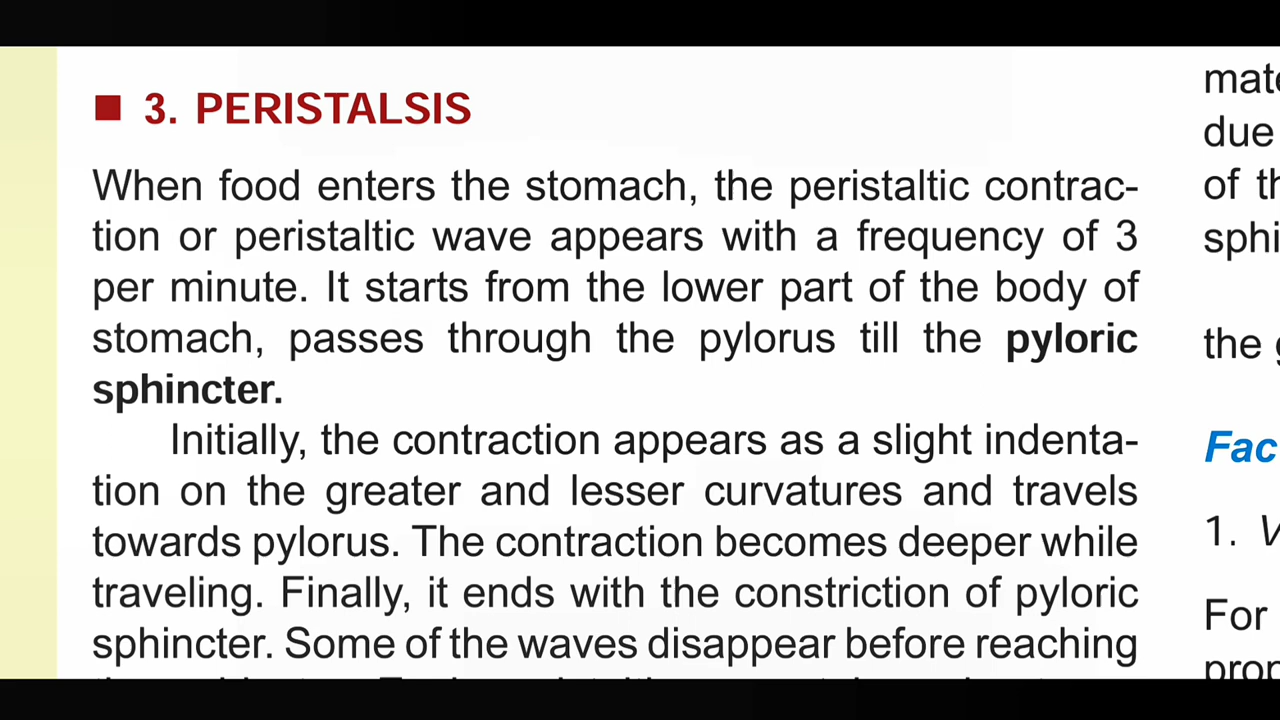 3. PERISTALSIS
When food enters the stomach, the peristaltic contrac-
tion or peristaltic wave appears with a frequency of 3
per minute. It starts from the lower part of the body of
stomach, passes through the pylorus till the pyloric
sphincter.
Initially, the contraction appears as a slight indenta-
tion on the greater and lesser curvatures and travels
towards pylorus. The contraction becomes deeper while
traveling. Finally, it ends with the constriction of pyloric
sphincter. Some of the waves disappear before reaching
due
of
the
1.
For